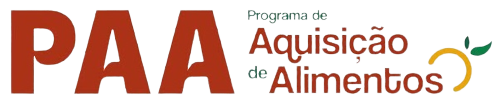 PAA
Programa de
Aquisição
de Alimentos